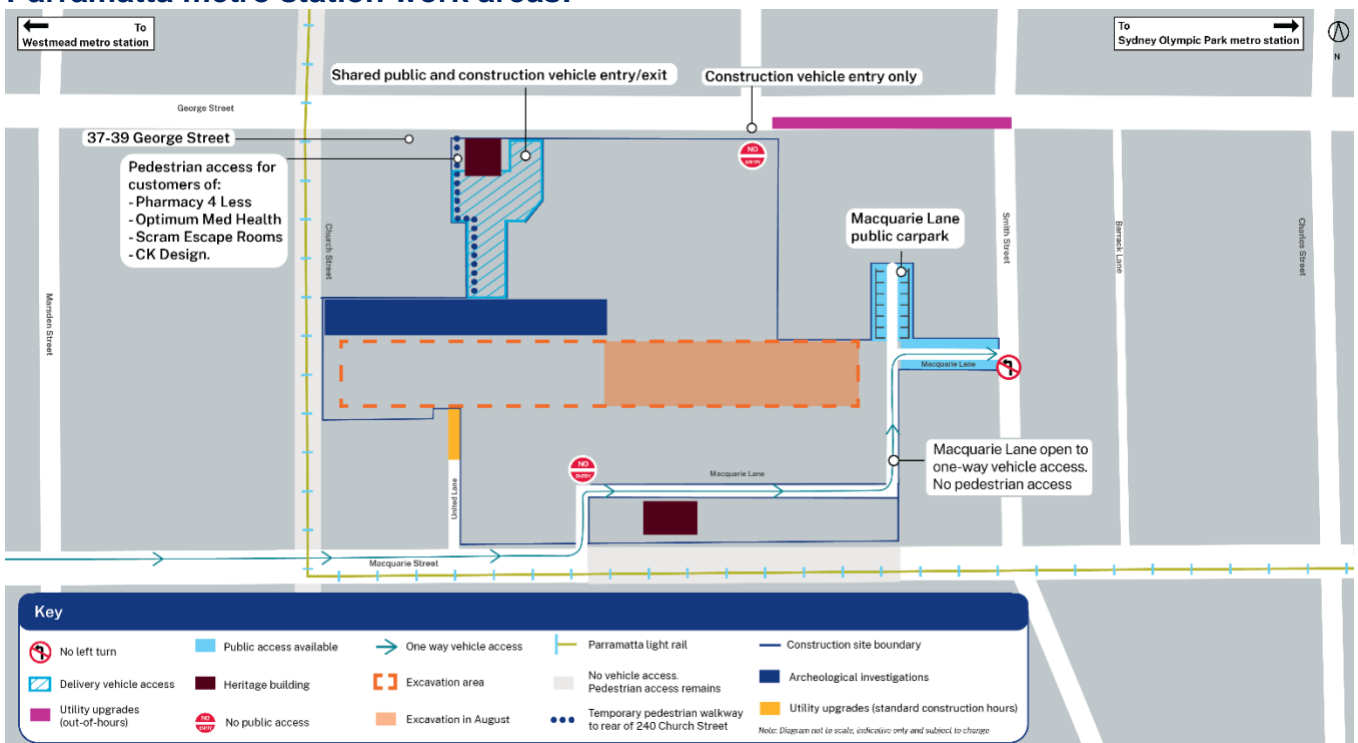 Parramatta metro station work areas:
To
Westmead metro station
To
Sydney Olympic Park metro station
N
Shared public and construction vehicle entry/exit
Construction vehicle entry only
George Street
37-39 George Street
Pedestrian access for
customers of:
- Pharmacy 4 Less
- Optimum Med Health
- Scram Escape Rooms
- CK Design.
NO
ENTRY
Macquarie Lane
public carpark
Church Street
Marsden Street
Smith Street
Barrack Lane
Charles Street
Macquarie Lane
Macquarie Lane open to
one-way vehicle access.
No pedestrian access
NO
ENTRY
Macquarie Lane
United Lane
Macquarie Street
Key
No left turn
Public access available
One way vehicle access
Parramatta light rail
Construction site boundary
Delivery vehicle access
Heritage building
Excavation area
No vehicle access.
Pedestrian access remains
Archeological investigations
Utility upgrades
(out-of-hours)
NO
ENTRY
No public access
Excavation in August
Temporary pedestrian walkway
to rear of 240 Church Street
Utility upgrades (standard construction hours)
Note: Diagram not to scale, indicative only and subject to change